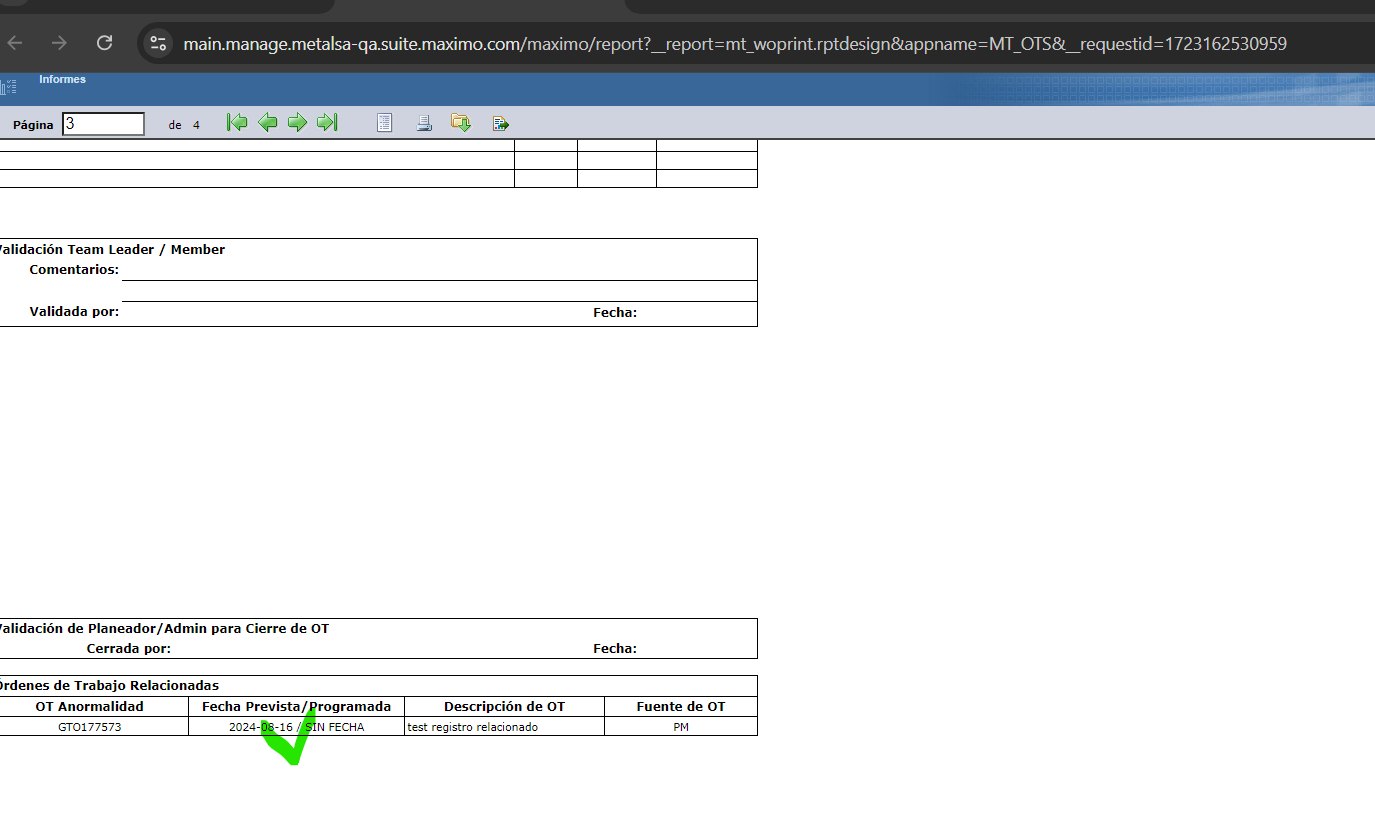 main.manage.metalsa-qa.suite.maximo.com/maximo/report?__report=mt_woprint.rptdesign&appname=MT_OTS&__requestid=1723162530959
Informes
Página 3 de 4
Validación Team Leader / Member
Comentarios:
Validada por: Fecha:
Validación de Planeador/Admin para Cierre de OT
Cerrada por: Fecha:
Órdenes de Trabajo Relacionadas
OT Anormalidad Fecha Prevista/Programada Descripción de OT Fuente de OT
GTO177573 2024-08-16 / SIN FECHA test registro relacionado PM